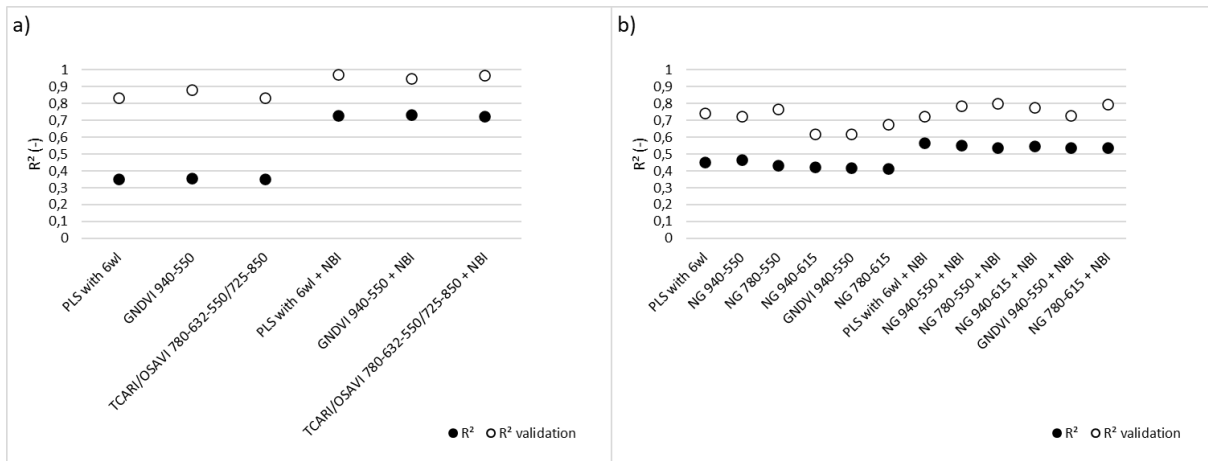 a)
R² (-)
1
0,9
0,8
0,7
0,6
0,5
0,4
0,3
0,2
0,1
0
PLS with 6wl
GNDVI 940-550
TCARI/OSAVI 780-632-550/725-850
PLS with 6wl + NBI
GNDVI 940-550 + NBI
TCARI/OSAVI 780-632-550/725-850 + NBI
R² R² validation
b)
R² (-)
1
0,9
0,8
0,7
0,6
0,5
0,4
0,3
0,2
0,1
0
PLS with 6wl
NG 940-550
NG 780-550
NG 940-615
GNDVI 940-550
NG 780-615
PLS with 6wl + NBI
NG 940-550 + NBI
NG 780-550 + NBI
NG 940-615 + NBI
GNDVI 940-550 + NBI
NG 780-615 + NBI
R² R² validation